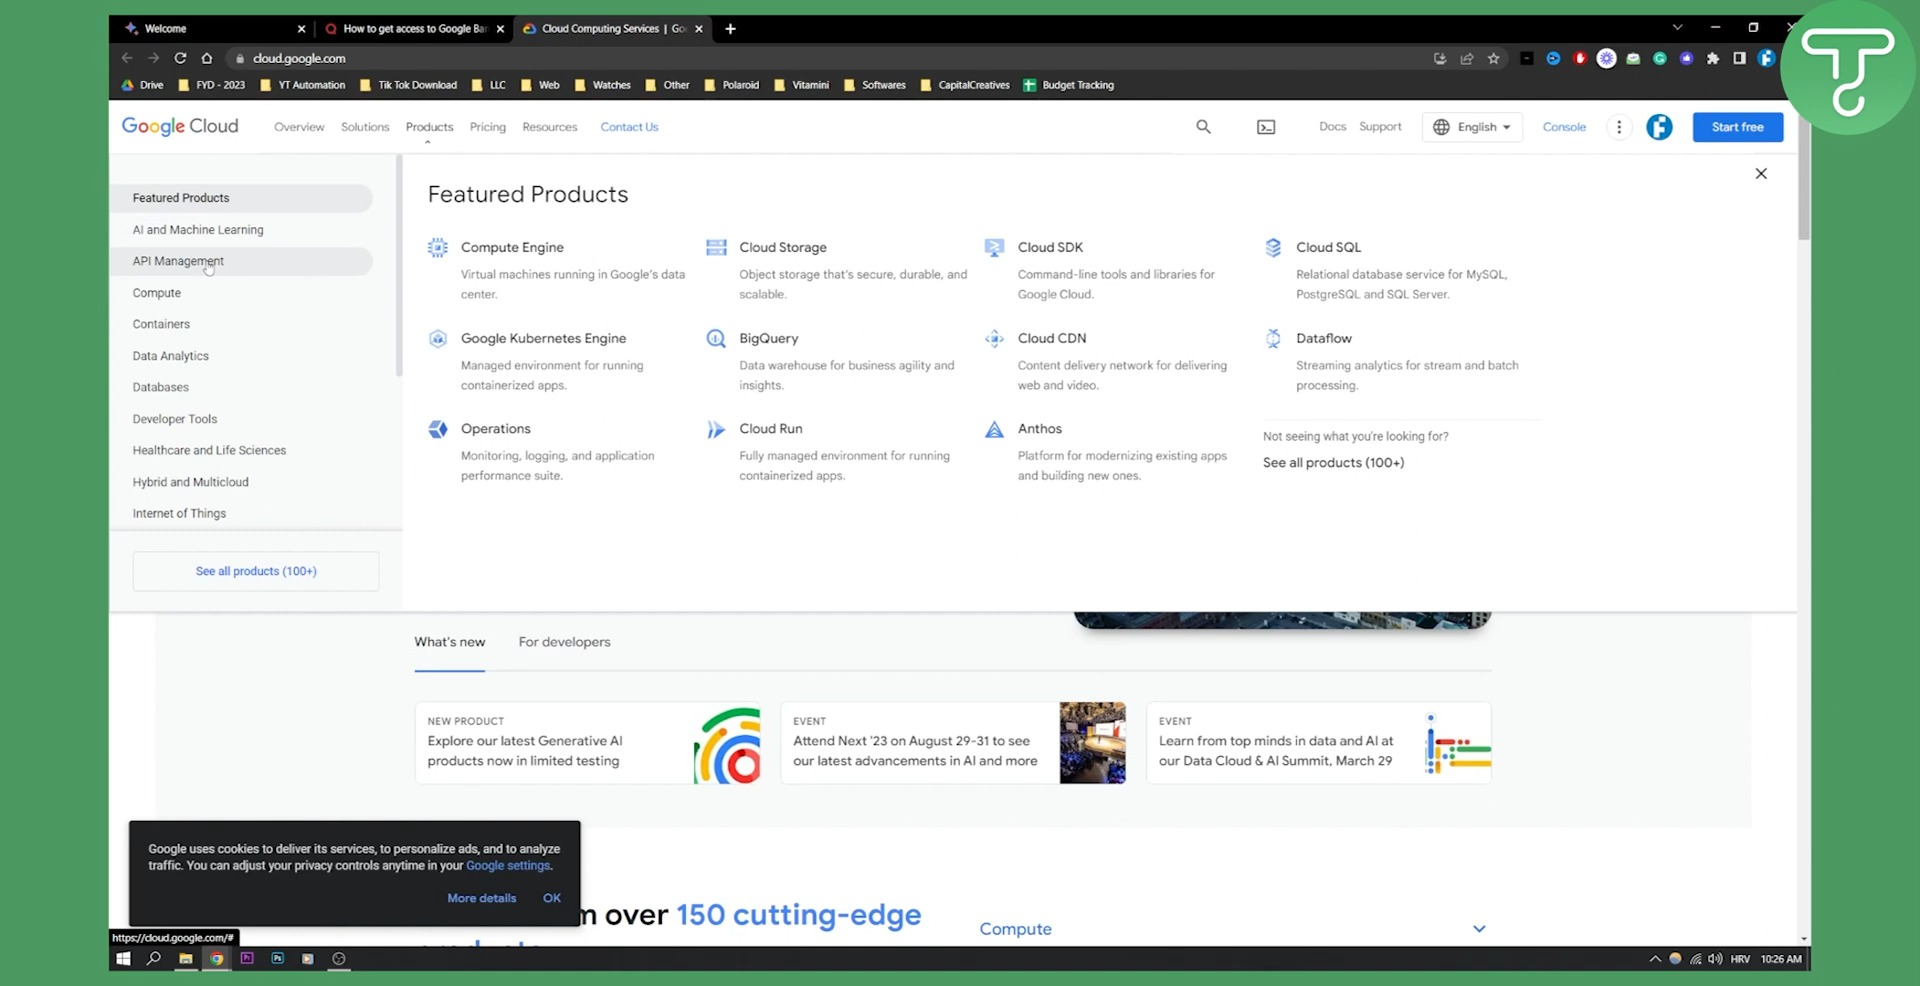 Welcome
How to get access to Google Ba
Cloud Computing Services | Go
cloud.google.com
Drive
FYD - 2023
YT Automation
Tik Tok Download
LLC
Web
Watches
Other
Polaroid
Vitamini
Softwares
CapitalCreatives
Budget Tracking
Google Cloud
Overview
Solutions
Products
Pricing
Resources
Contact Us
Docs
Support
English
Console
Start free
Featured Products
AI and Machine Learning
API Management
Compute
Containers
Data Analytics
Databases
Developer Tools
Healthcare and Life Sciences
Hybrid and Multicloud
Internet of Things
See all products (100+)
Featured Products
Compute Engine
Virtual machines running in Google's data
center.
Cloud Storage
Object storage that's secure, durable, and
scalable.
Cloud SDK
Command-line tools and libraries for
Google Cloud.
Cloud SQL
Relational database service for MySQL,
PostgreSQL and SQL Server.
Google Kubernetes Engine
Managed environment for running
containerized apps.
BigQuery
Data warehouse for business agility and
insights.
Cloud CDN
Content delivery network for delivering
web and video.
Dataflow
Streaming analytics for stream and batch
processing.
Operations
Monitoring, logging, and application
performance suite.
Cloud Run
Fully managed environment for running
containerized apps.
Anthos
Platform for modernizing existing apps
and building new ones.
Not seeing what you're looking for?
See all products (100+)
What's new
For developers
NEW PRODUCT
Explore our latest Generative AI
products now in limited testing
EVENT
Attend Next '23 on August 29-31 to see
our latest advancements in AI and more
EVENT
Learn from top minds in data and AI at
our Data Cloud & AI Summit, March 29
Google uses cookies to deliver its services, to personalize ads, and to analyze
traffic. You can adjust your privacy controls anytime in your Google settings.
More details
OK
m over 150 cutting-edge
Compute
https://cloud.google.com/#
Pr
Ps
HRV
10:26 AM